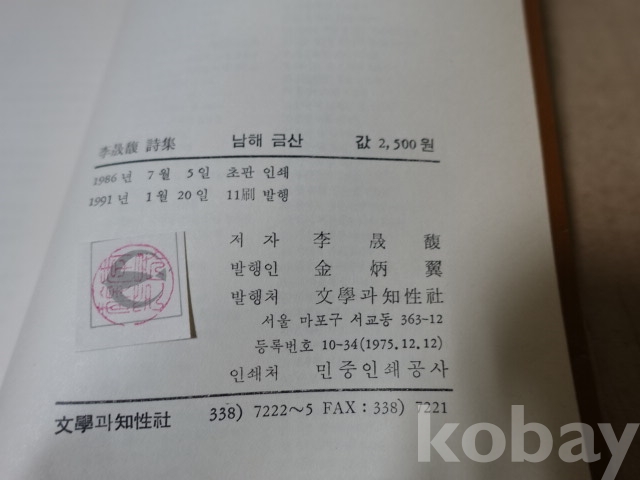 李晟馥 詩集 남해 금산 값 2,500원
1986년 7월 5일 초판 인쇄
1991년 1월 20일 11刷 발행
저자 李晟馥
발행인 金炳翼
발행처 文學과知性社
서울 마포구 서교동 363-12
등록번호 10-34(1975.12.12)
인쇄처 민중인쇄공사
文學과知性社 338) 7222~5 FAX : 338) 7221
kobay